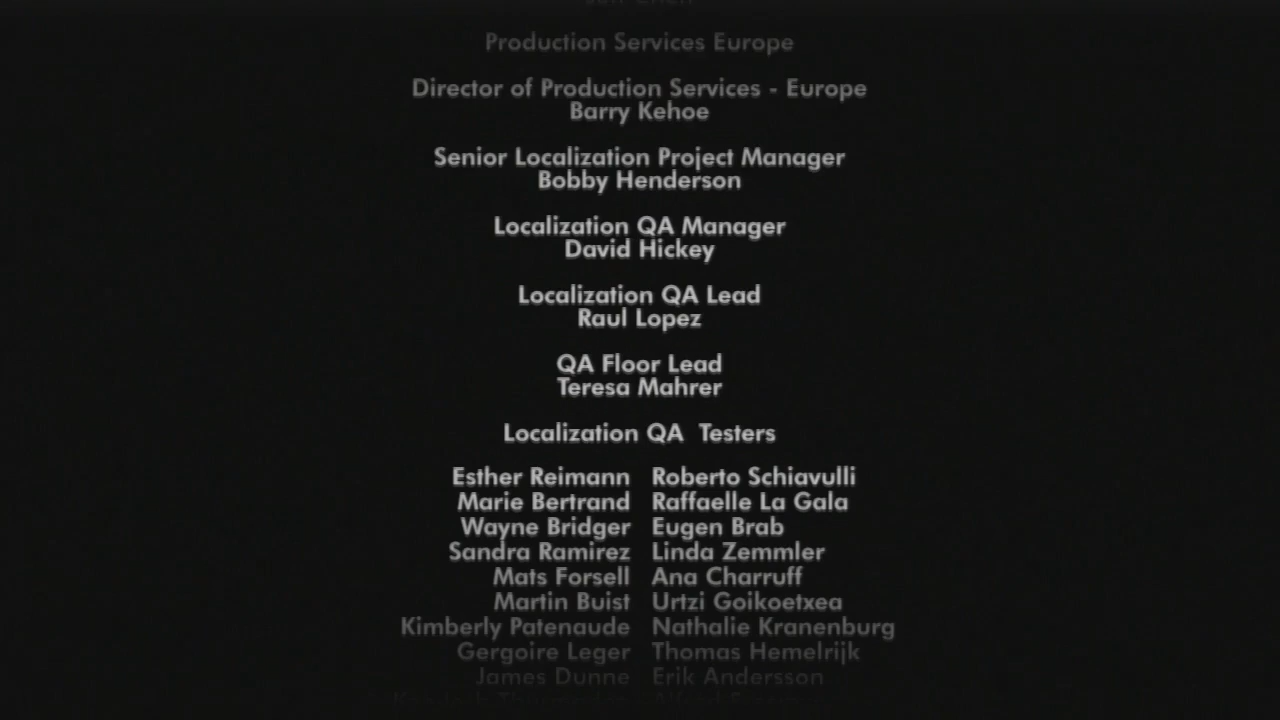 Production Services Europe
Director of Production Services - Europe
Barry Kehoe
Senior Localization Project Manager
Bobby Henderson
Localization QA Manager
David Hickey
Localization QA Lead
Raul Lopez
QA Floor Lead
Teresa Mahrer
Localization QA Testers
Esther Reimann Roberto Schiavulli
Marie Bertrand Raffaelle La Gala
Wayne Bridger Eugen Brab
Sandra Ramirez Linda Zemmler
Mats Forsell Ana Charruff
Martin Buist Urtzi Goikoetxea
Kimberly Patenaude Nathalie Kranenburg
Gergoire Leger Thomas Hemelrijk
James Dunne Erik Andersson